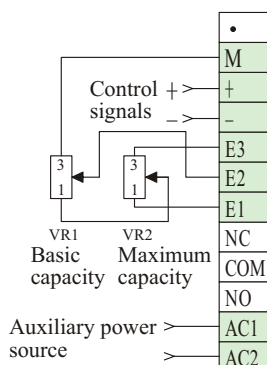 •
M
Control + +
signals – –
E3
3 3 E2
1 1 E1
VR1 VR2 NC
Basic Maximum
capacity capacity COM
NO
Auxiliary power AC1
source AC2